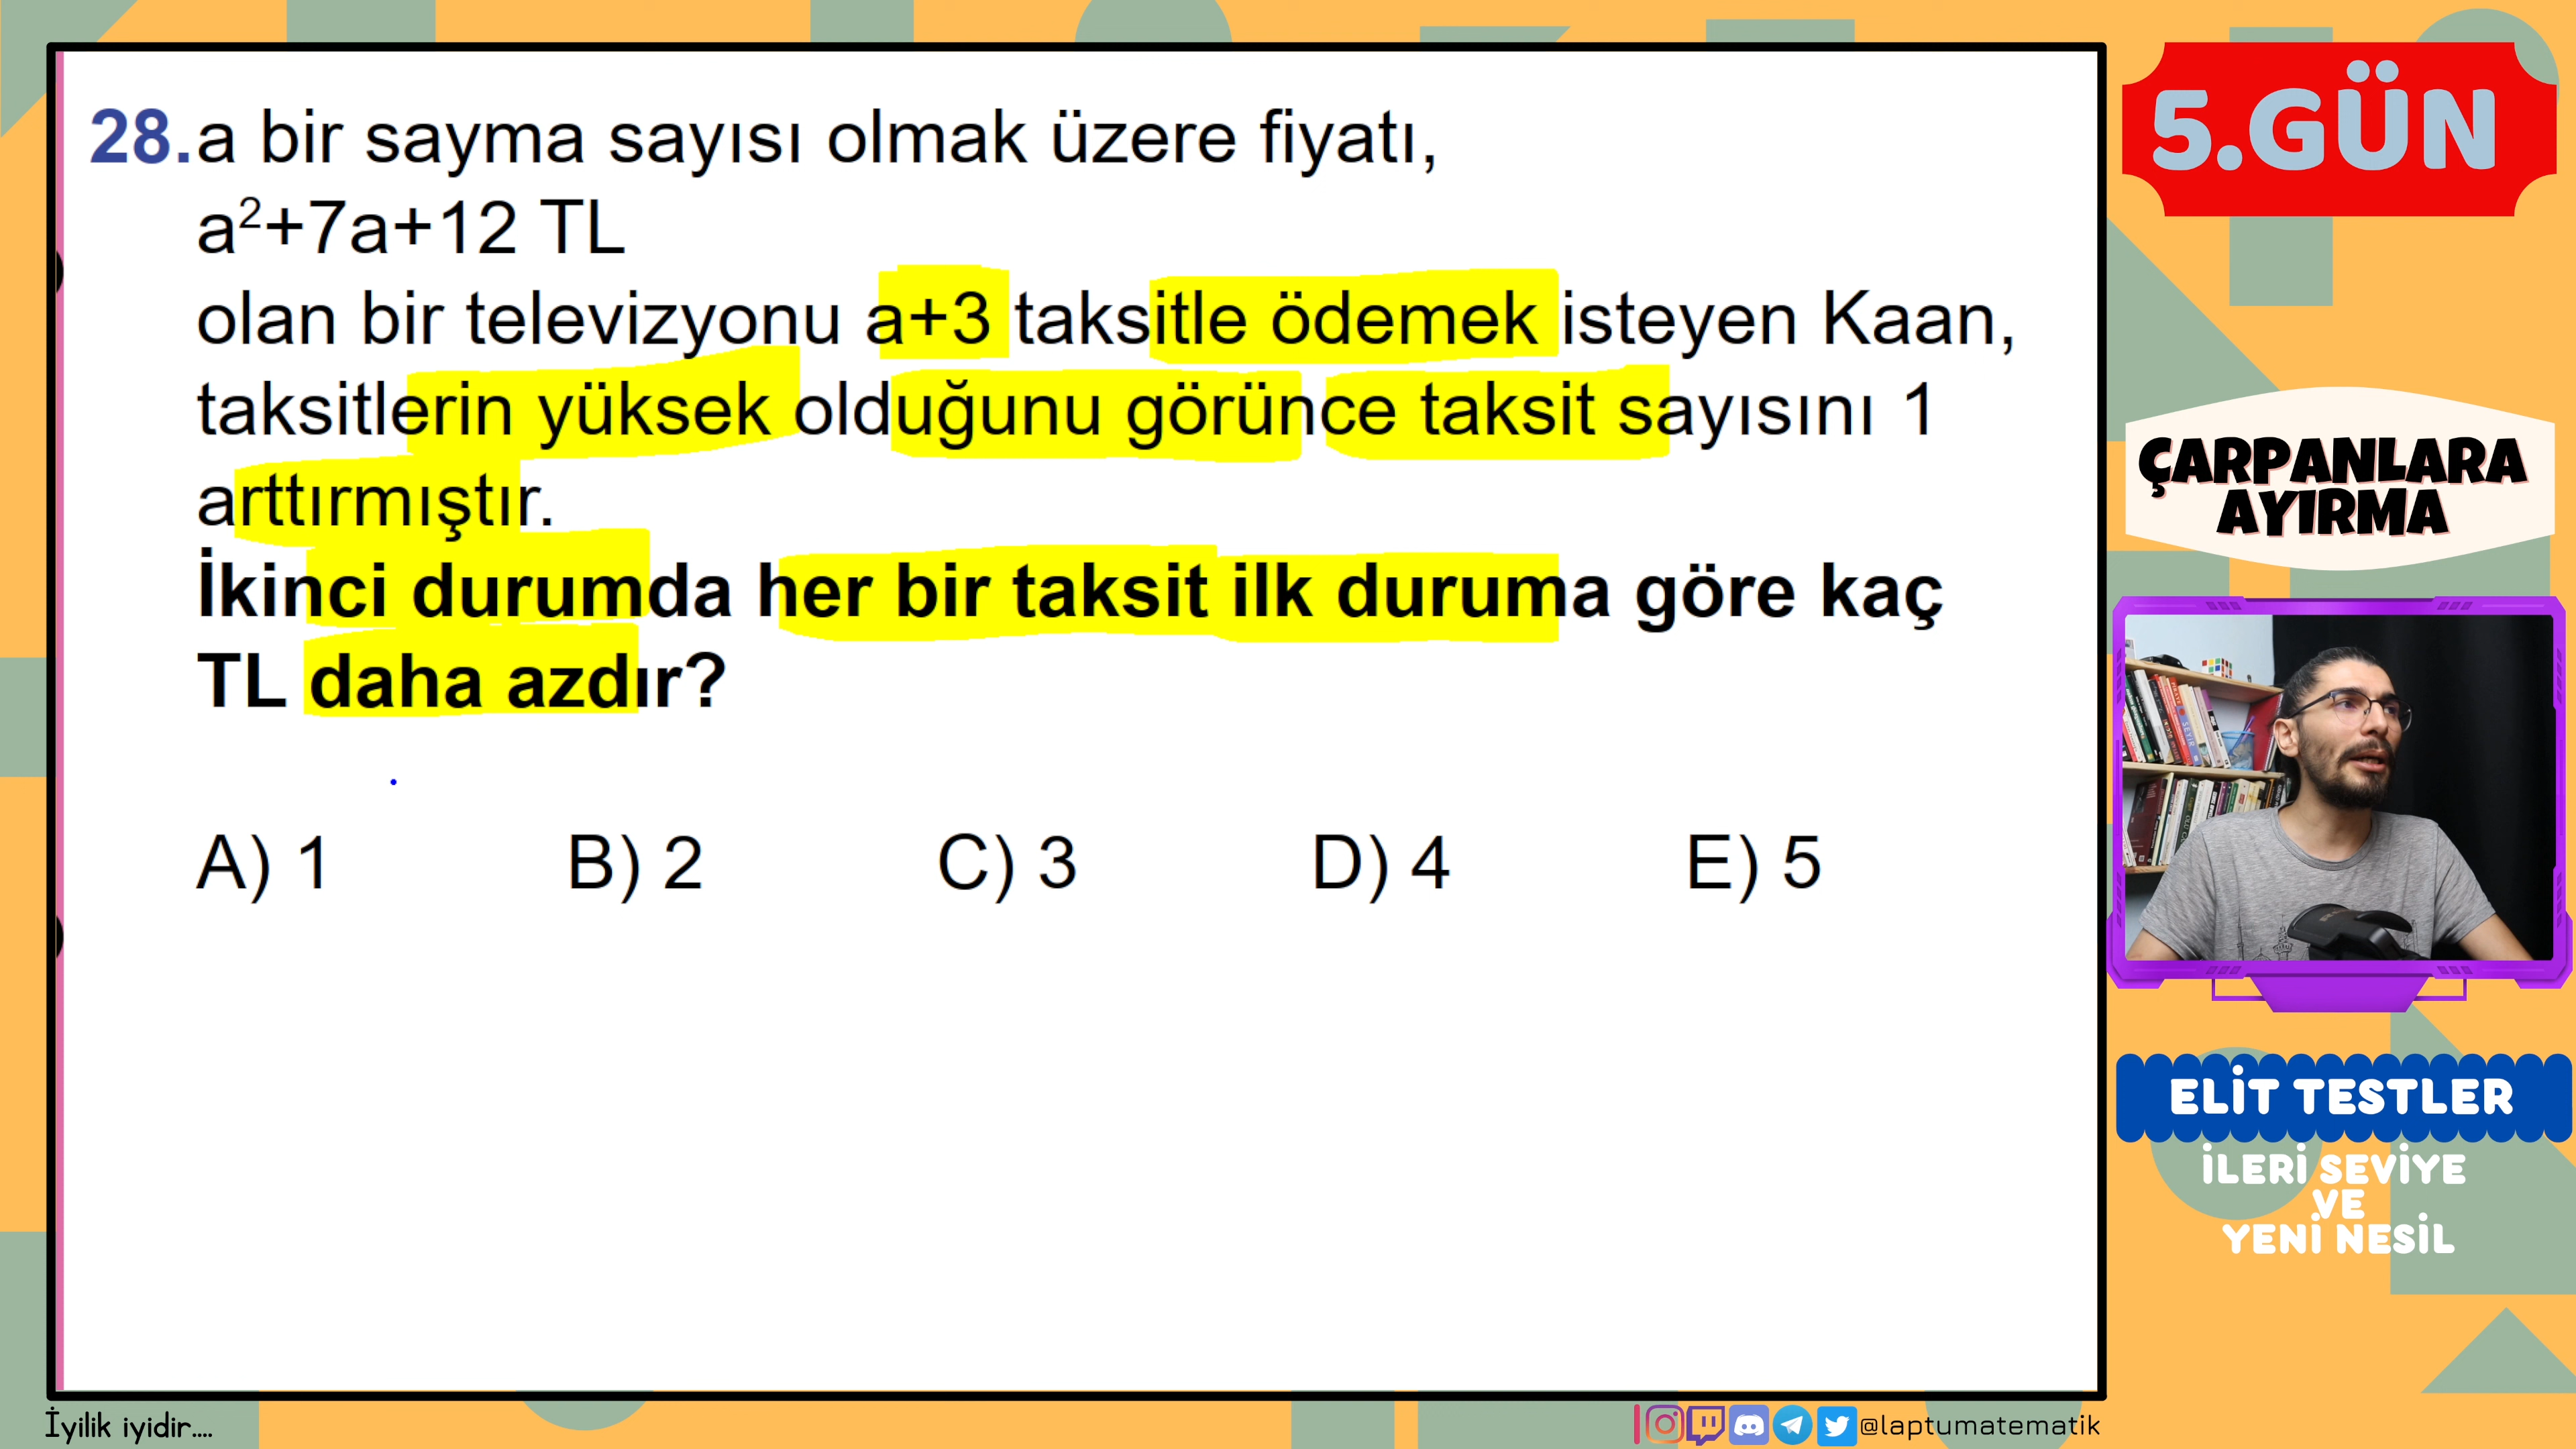 28.a bir sayma sayısı olmak üzere fiyatı,
a²+7a+12 TL
olan bir televizyonu a+3 taksitle ödemek isteyen Kaan,
taksitlerin yüksek olduğunu görünce taksit sayısını 1
arttırmıştır.
İkinci durumda her bir taksit ilk duruma göre kaç
TL daha azdır?
A) 1 B) 2 C) 3 D) 4 E) 5
5.GÜN
ÇARPANLARA
AYIRMA
ELİT TESTLER
İLERİ SEVİYE
VE
YENİ NESİL
İyilik iyidir....
@laptumatematik